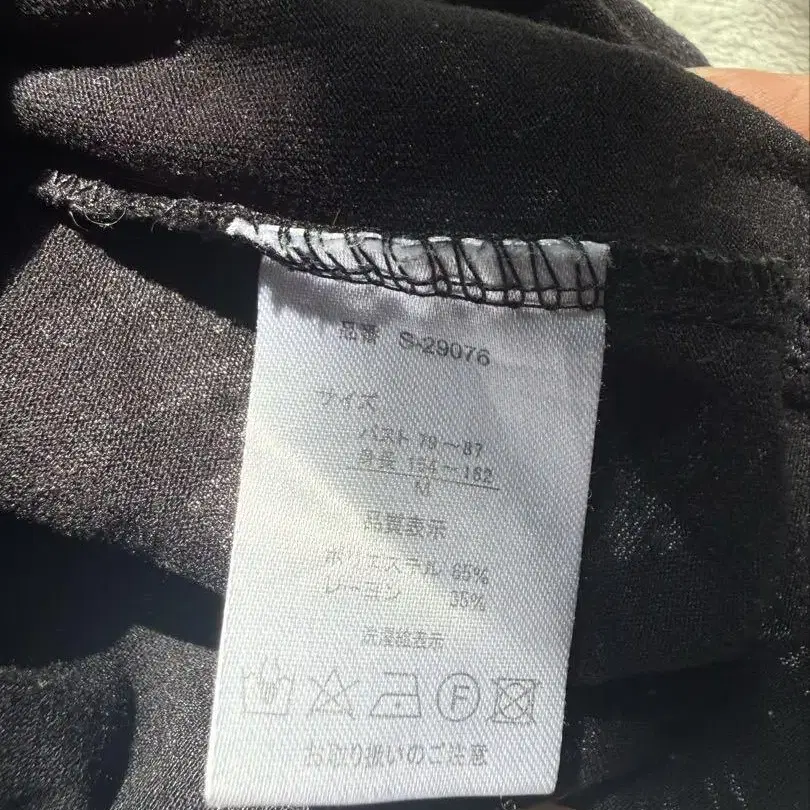 品番 S-29076
サイズ
バスト 79～87
身長 154～162
M
品質表示
ポリエステル 65%
レーヨン 35%
洗濯絵表示
F
お取り扱いのご注意